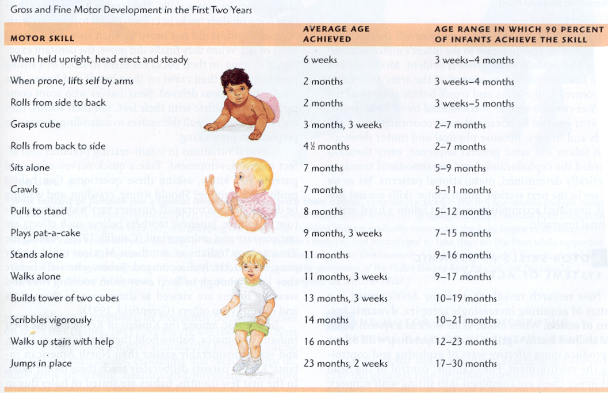 Gross and Fine Motor Development in the First Two Years
MOTOR SKILL AVERAGE AGE ACHIEVED AGE RANGE IN WHICH 90 PERCENT OF INFANTS ACHIEVE THE SKILL
When held upright, head erect and steady 6 weeks 3 weeks–4 months
When prone, lifts self by arms 2 months 3 weeks–4 months
Rolls from side to back 2 months 3 weeks–5 months
Grasps cube 3 months, 3 weeks 2–7 months
Rolls from back to side 4½ months 2–7 months
Sits alone 7 months 5–9 months
Crawls 7 months 5–11 months
Pulls to stand 8 months 5–12 months
Plays pat-a-cake 9 months, 3 weeks 7–15 months
Stands alone 11 months 9–16 months
Walks alone 11 months, 3 weeks 9–17 months
Builds tower of two cubes 13 months, 3 weeks 10–19 months
Scribbles vigorously 14 months 10–21 months
Walks up stairs with help 16 months 12–23 months
Jumps in place 23 months, 2 weeks 17–30 months